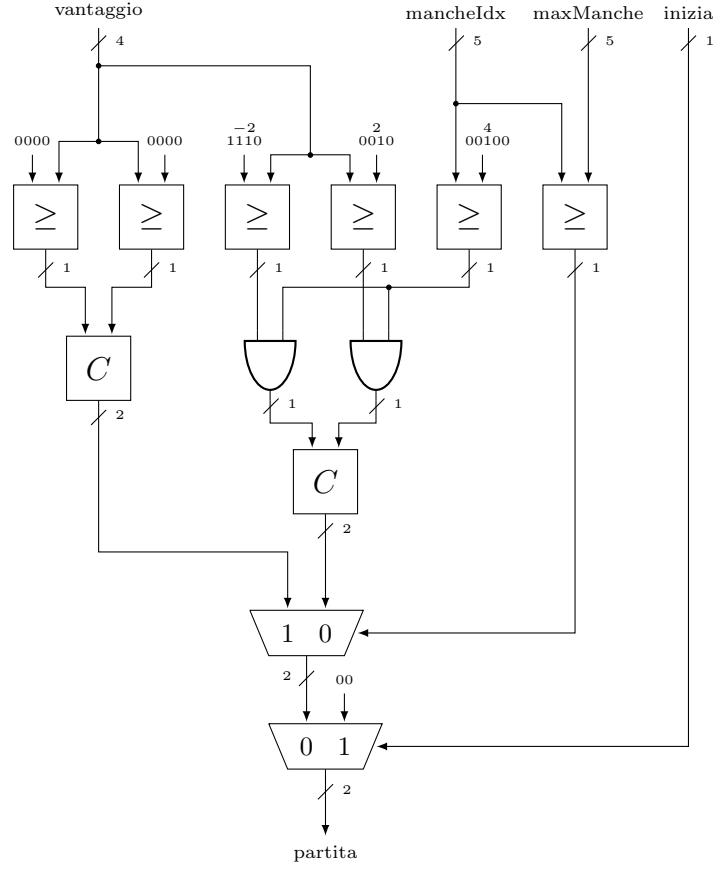 vantaggio mancheIdx maxManche inizia
4 5 5 1
0000 0000 −2 2 4
1110 0010 00100
≥ ≥ ≥ ≥ ≥ ≥
1 1 1 1 1 1
C
2
1 1
C
2
1 0
2 00
0 1
2
partita